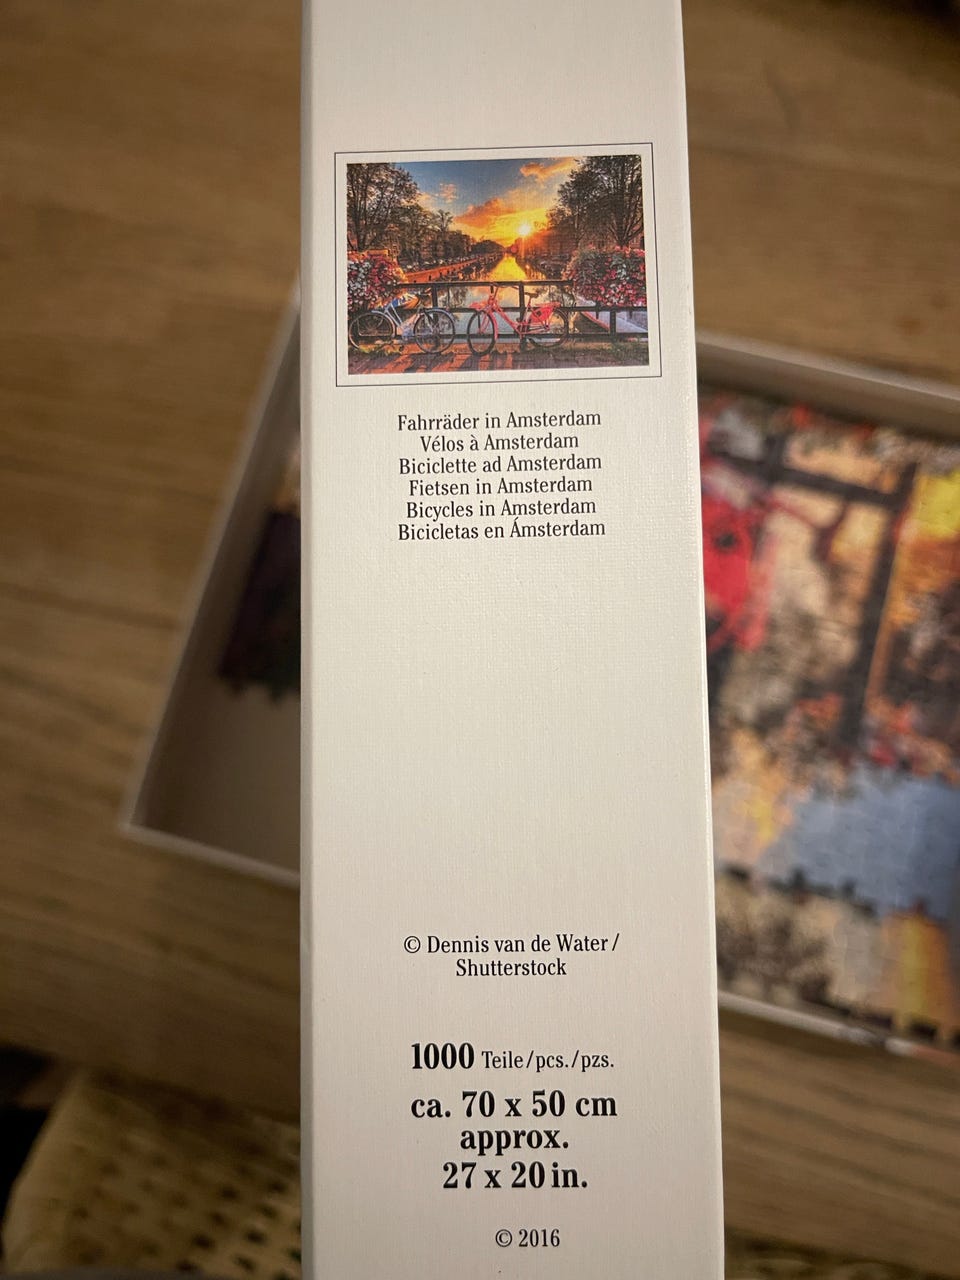 Fahrräder in Amsterdam
Vélos à Amsterdam
Biciclette ad Amsterdam
Fietsen in Amsterdam
Bicycles in Amsterdam
Bicicletas en Ámsterdam
© Dennis van de Water /
Shutterstock
1000 Teile/pcs./pzs.
ca. 70 x 50 cm
approx.
27 x 20 in.
© 2016